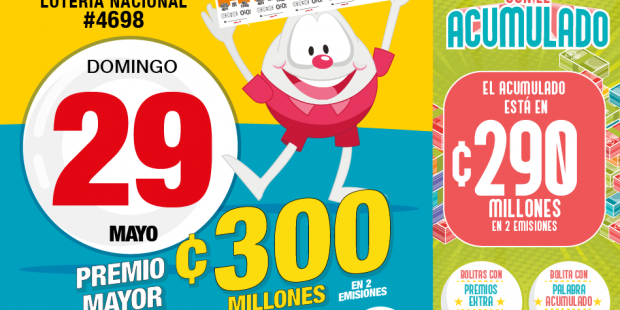 LOTERÍA NACIONAL
#4698
DOMINGO
29
MAYO
PREMIO
MAYOR
₡300
MILLONES
EN 2
EMISIONES
ACUMULADO
EL ACUMULADO
ESTÁ EN
₡290
MILLONES
EN 2 EMISIONES
BOLITAS CON
PREMIOS
EXTRA
BOLITA CON
PALABRA
ACUMULADO